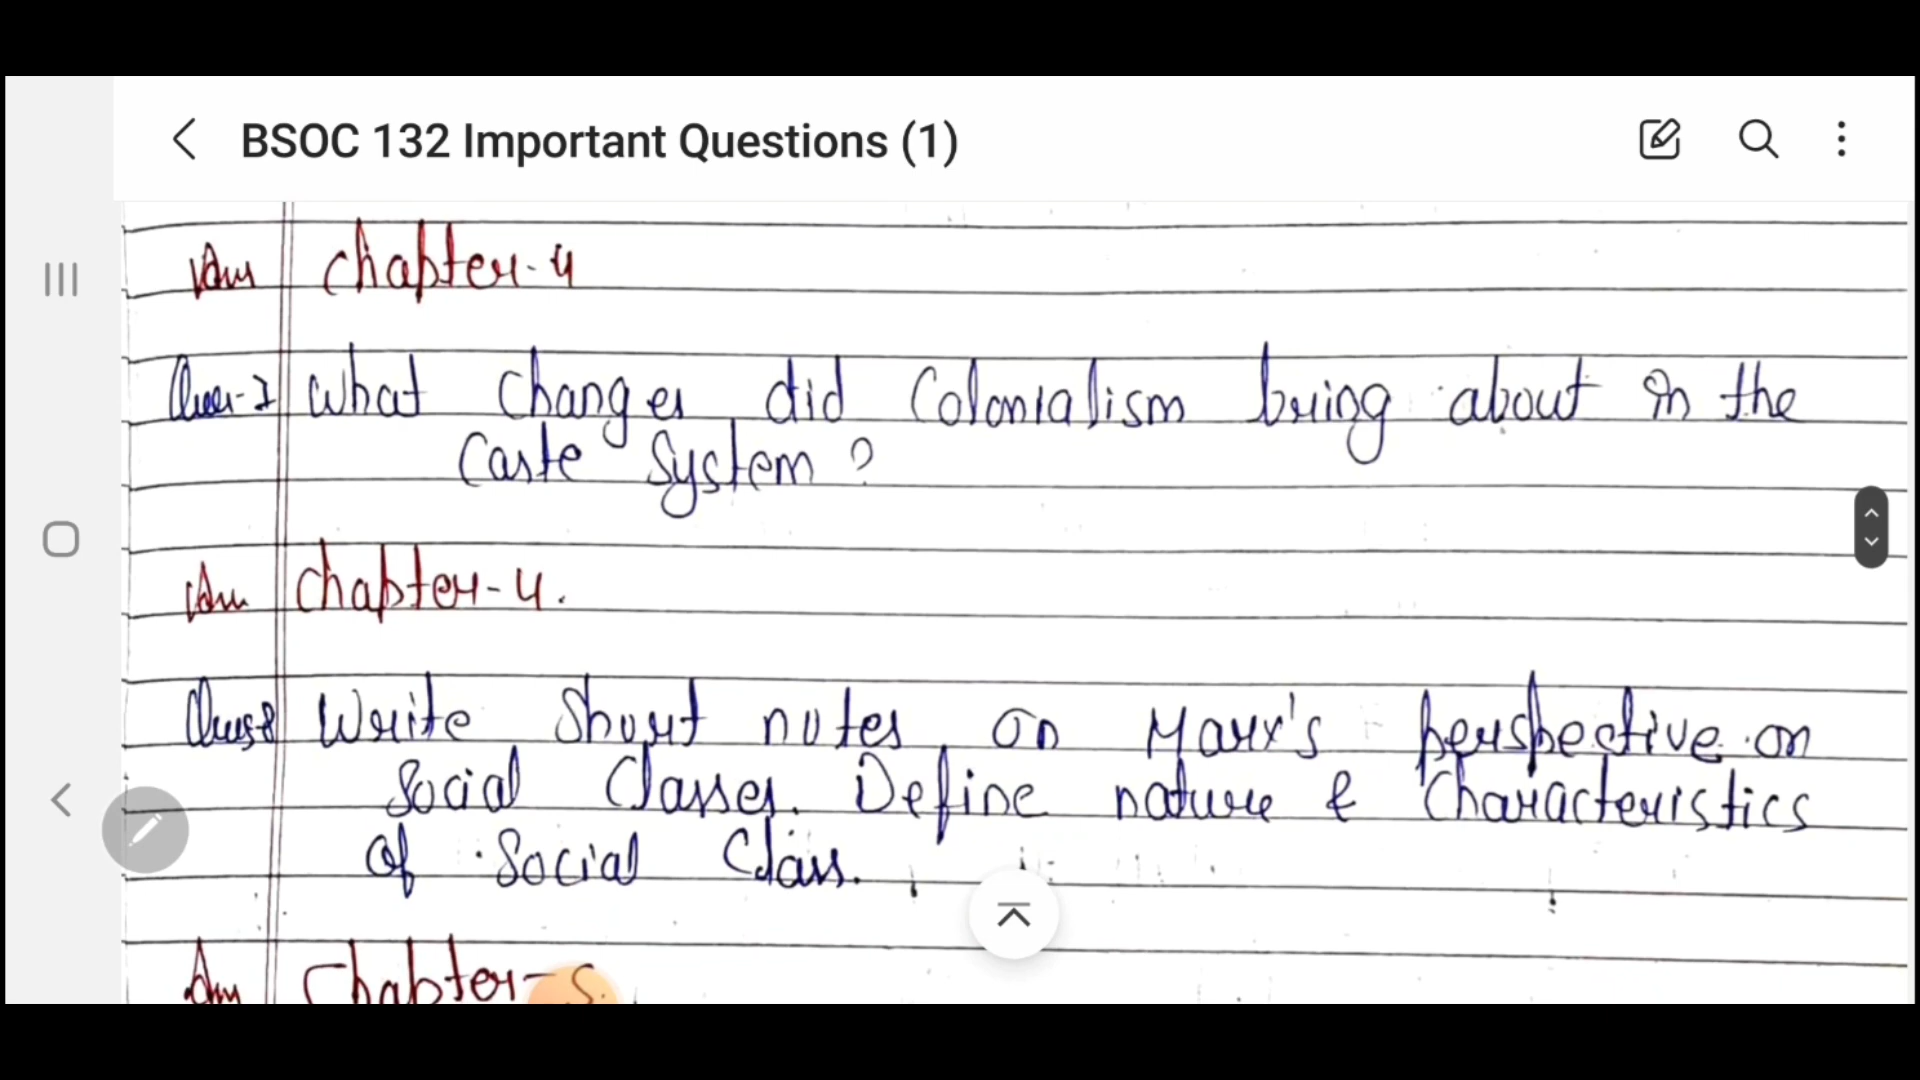 BSOC 132 Important Questions (1)
Ans Chapter-4
Ques-7 What Changes did Colonialism bring about in the
Caste System ?
Ans Chapter-4.
Ques8 Write Short notes on Marx's perspective on
Social Classes. Define nature & Characteristics
of Social Class.
Ans Chapter-5.